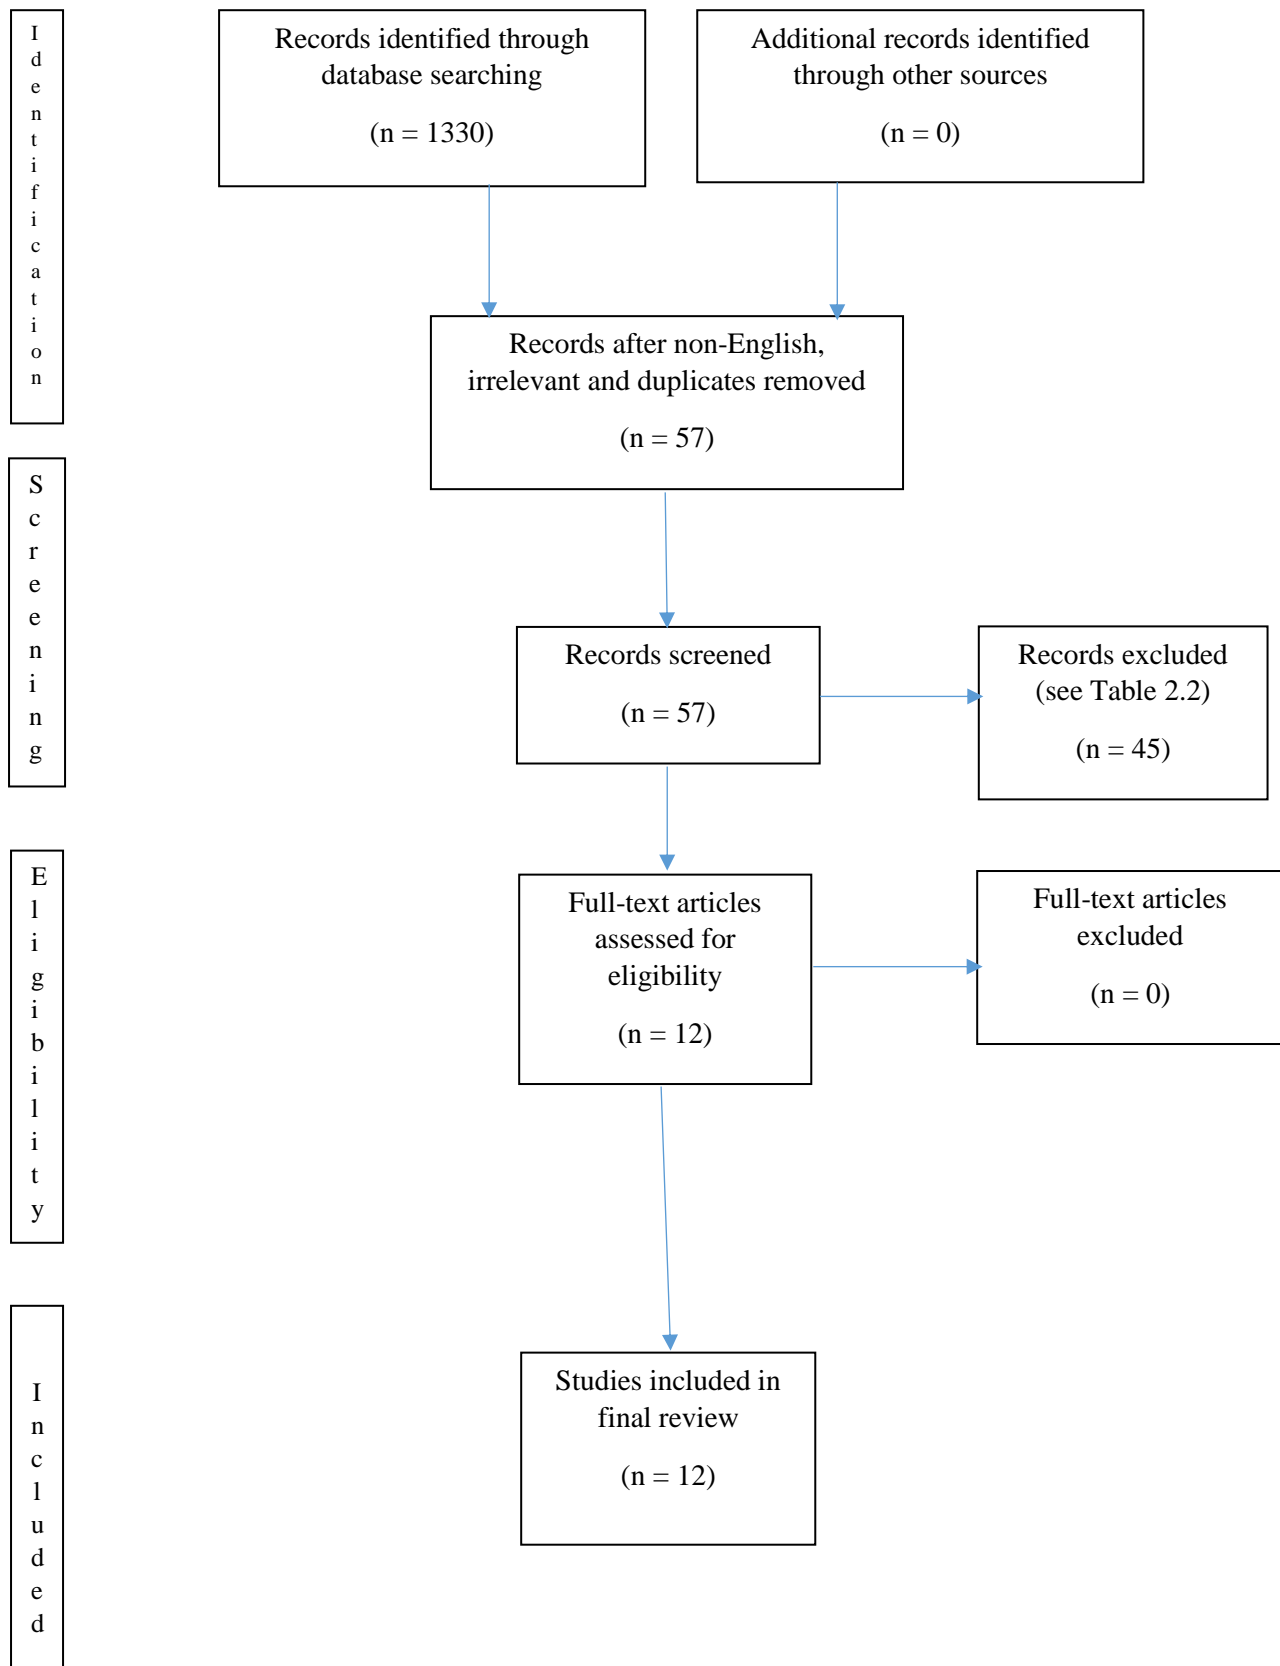 Identification
Records identified through
database searching
(n = 1330)
Additional records identified
through other sources
(n = 0)
Records after non-English,
irrelevant and duplicates removed
(n = 57)
Screening
Records screened
(n = 57)
Records excluded
(see Table 2.2)
(n = 45)
Eligibility
Full-text articles
assessed for
eligibility
(n = 12)
Full-text articles
excluded
(n = 0)
Included
Studies included in
final review
(n = 12)